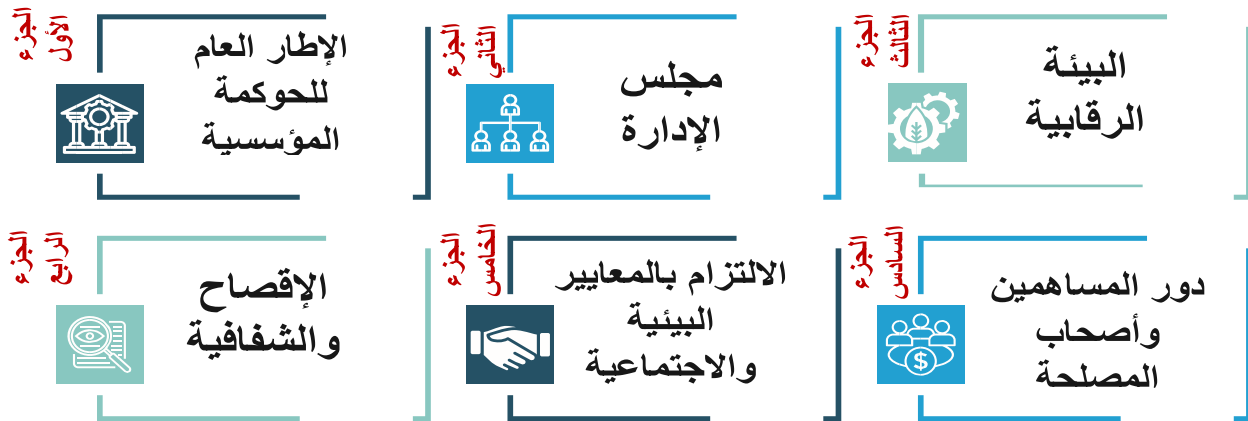 الجزء
الأول
الإطار العام
للحوكمة
المؤسسية
الجزء
الثاني
مجلس
الإدارة
الجزء
الثالث
البيئة
الرقابية
الجزء
الرابع
الإفصاح
والشفافية
الجزء
الخامس
الالتزام بالمعايير
البيئية
والاجتماعية
الجزء
السادس
دور المساهمين
وأصحاب
المصلحة